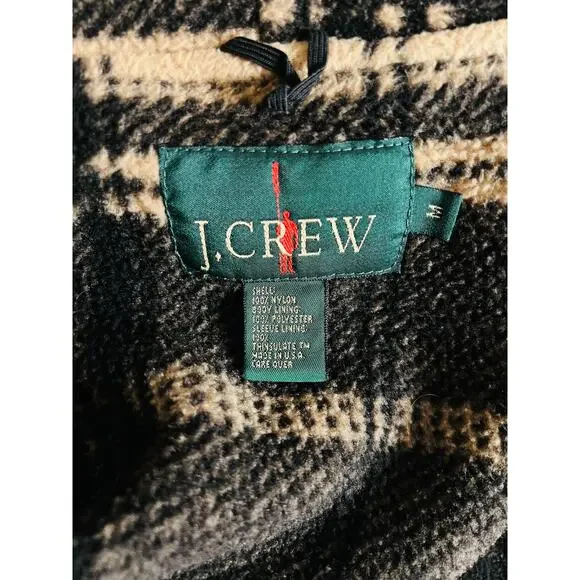 J.CREW
M
SHELL:
100% NYLON
BODY LINING:
100% POLYESTER
SLEEVE LINING:
100%
THINSULATE TM
MADE IN U.S.A.
CARE OVER